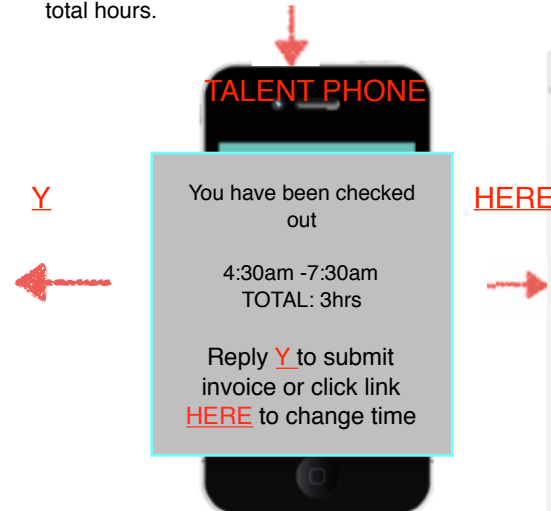 total hours.
TALENT PHONE
Y
HERE
You have been checked
out
4:30am -7:30am
TOTAL: 3hrs
Reply Y to submit
invoice or click link
HERE to change time